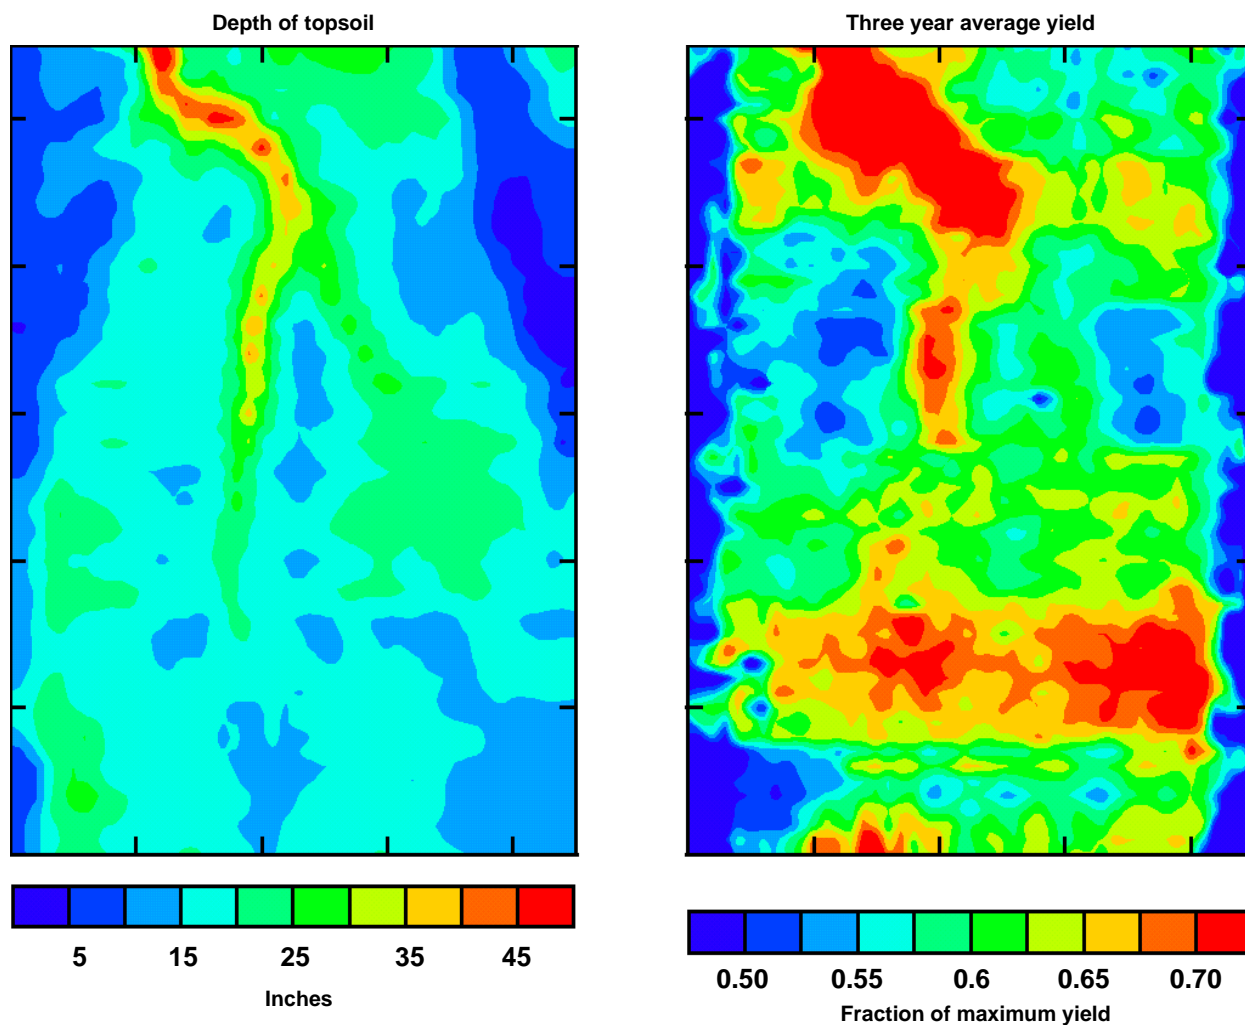 Depth of topsoil
Three year average yield
5 15 25 35 45
Inches
0.50 0.55 0.6 0.65 0.70
Fraction of maximum yield